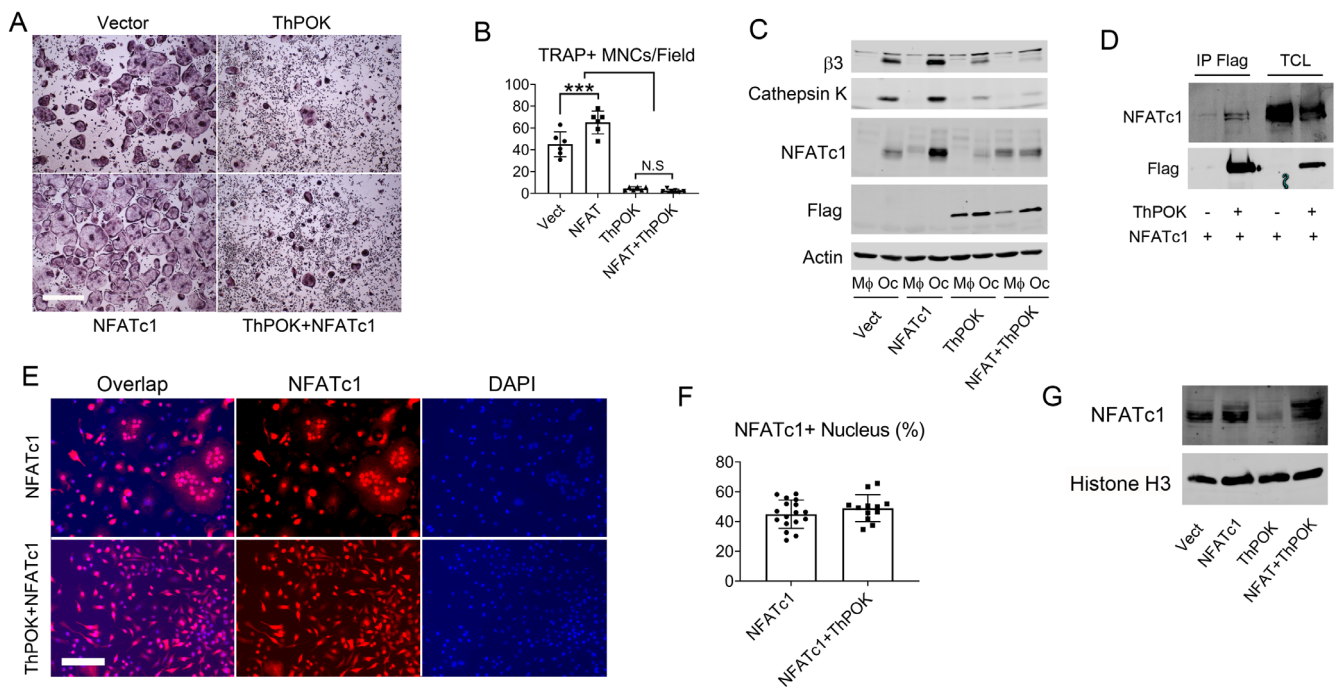 A
Vector ThPOK
NFATc1 ThPOK+NFATc1
B
TRAP+ MNCs/Field
***
N.S
100
80
60
40
20
0
Vect NFAT ThPOK NFAT+ThPOK
C
β3
Cathepsin K
NFATc1
Flag
Actin
Mϕ Oc Mϕ Oc Mϕ Oc Mϕ Oc
Vect NFATc1 ThPOK NFAT+ThPOK
D
IP Flag TCL
NFATc1
Flag
ThPOK - + - +
NFATc1 + + + +
E
Overlap NFATc1 DAPI
NFATc1
ThPOK+NFATc1
F
NFATc1+ Nucleus (%)
80
60
40
20
0
NFATc1 NFATc1+ThPOK
G
NFATc1
Histone H3
Vect NFATc1 ThPOK NFAT+ThPOK